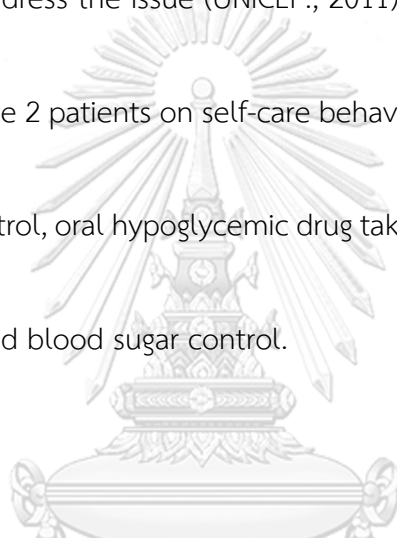 dress the issue (UNICEF., 2011)
e 2 patients on self-care behav
trol, oral hypoglycemic drug tak
d blood sugar control.